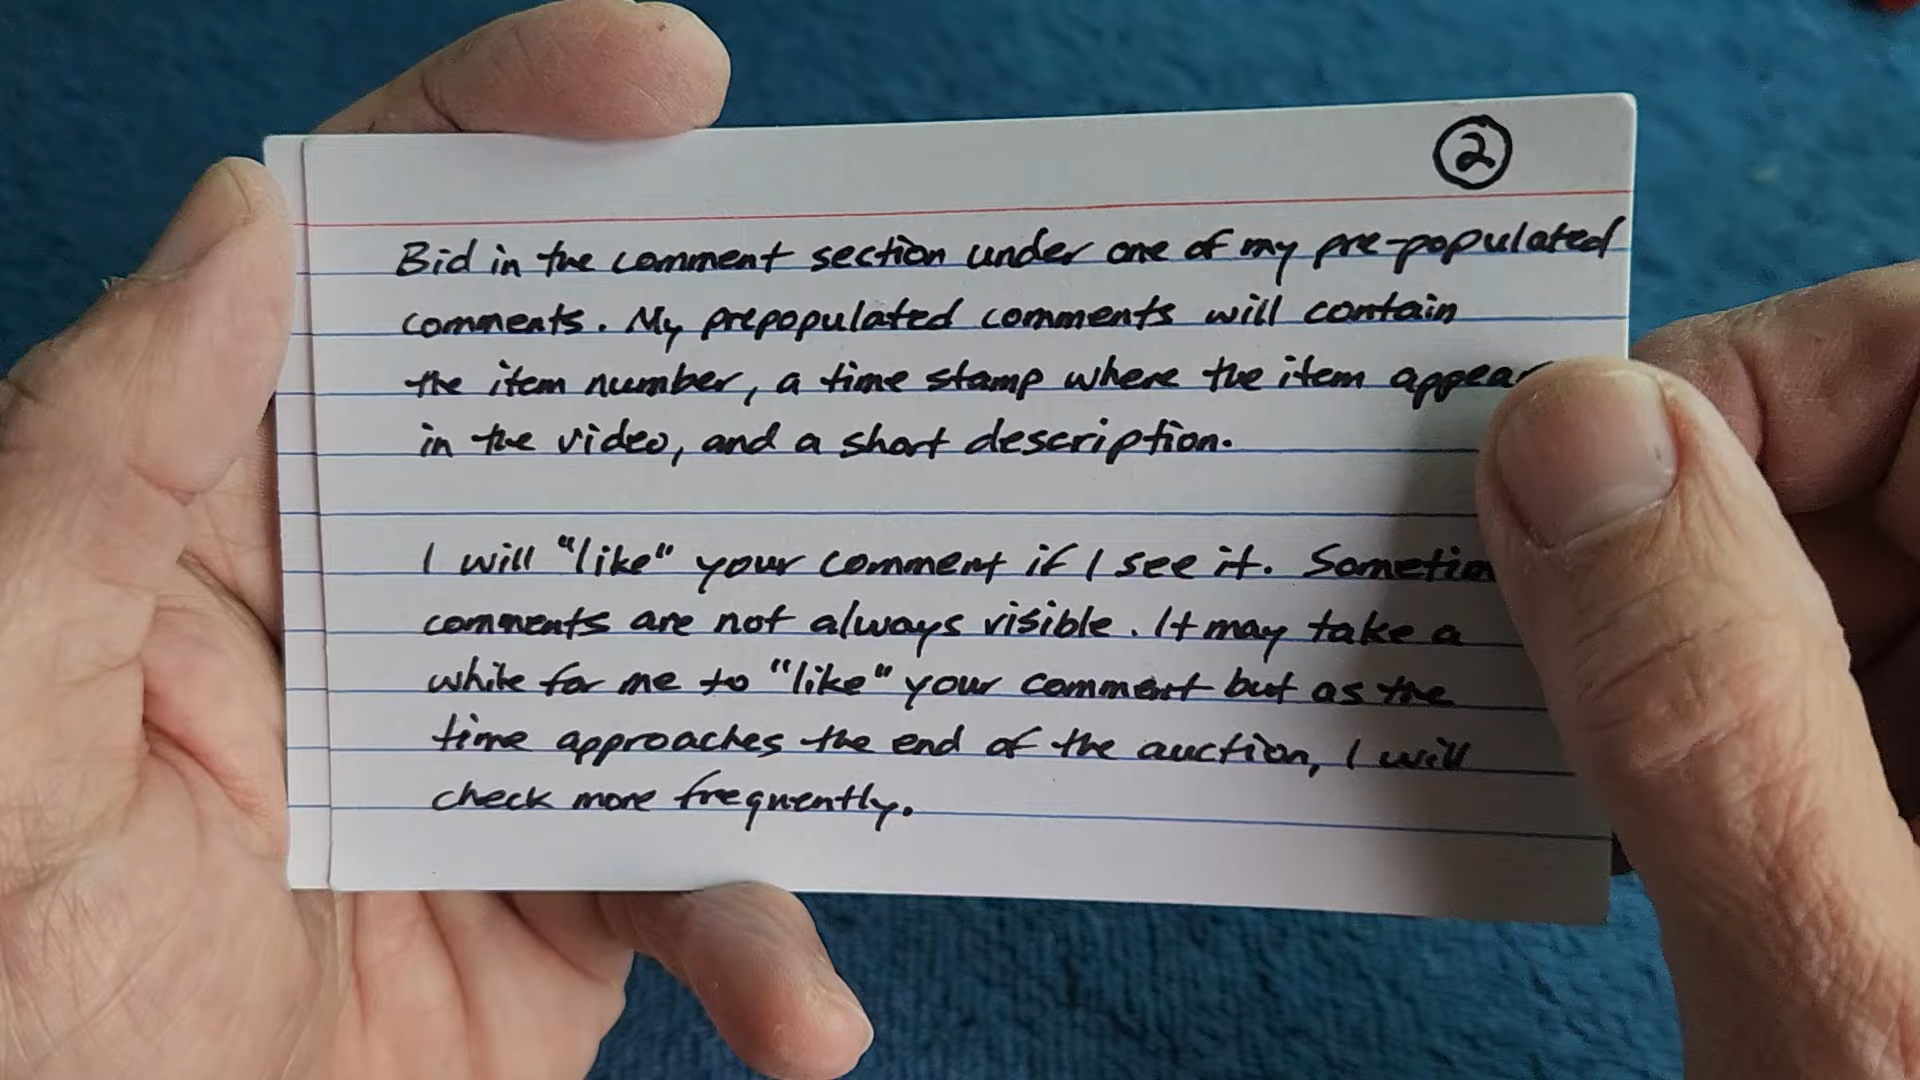 2
Bid in the comment section under one of my pre-populated
comments. My prepopulated comments will contain
the item number, a time stamp where the item appear
in the video, and a short description.
I will "like" your comment if I see it. Sometim
comments are not always visible. It may take a
while for me to "like" your comment but as the
time approaches the end of the auction, I will
check more frequently.